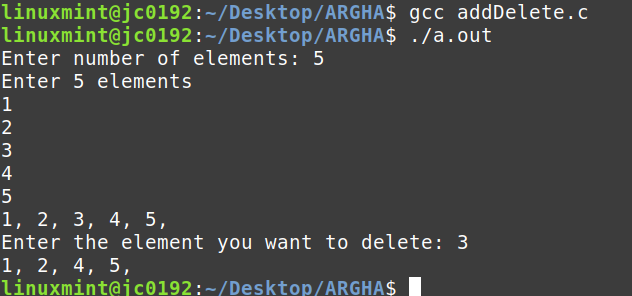 linuxmint@jc0192:~/Desktop/ARGHA$ gcc addDelete.c
linuxmint@jc0192:~/Desktop/ARGHA$ ./a.out
Enter number of elements: 5
Enter 5 elements
1
2
3
4
5
1, 2, 3, 4, 5,
Enter the element you want to delete: 3
1, 2, 4, 5,
linuxmint@jc0192:~/Desktop/ARGHA$